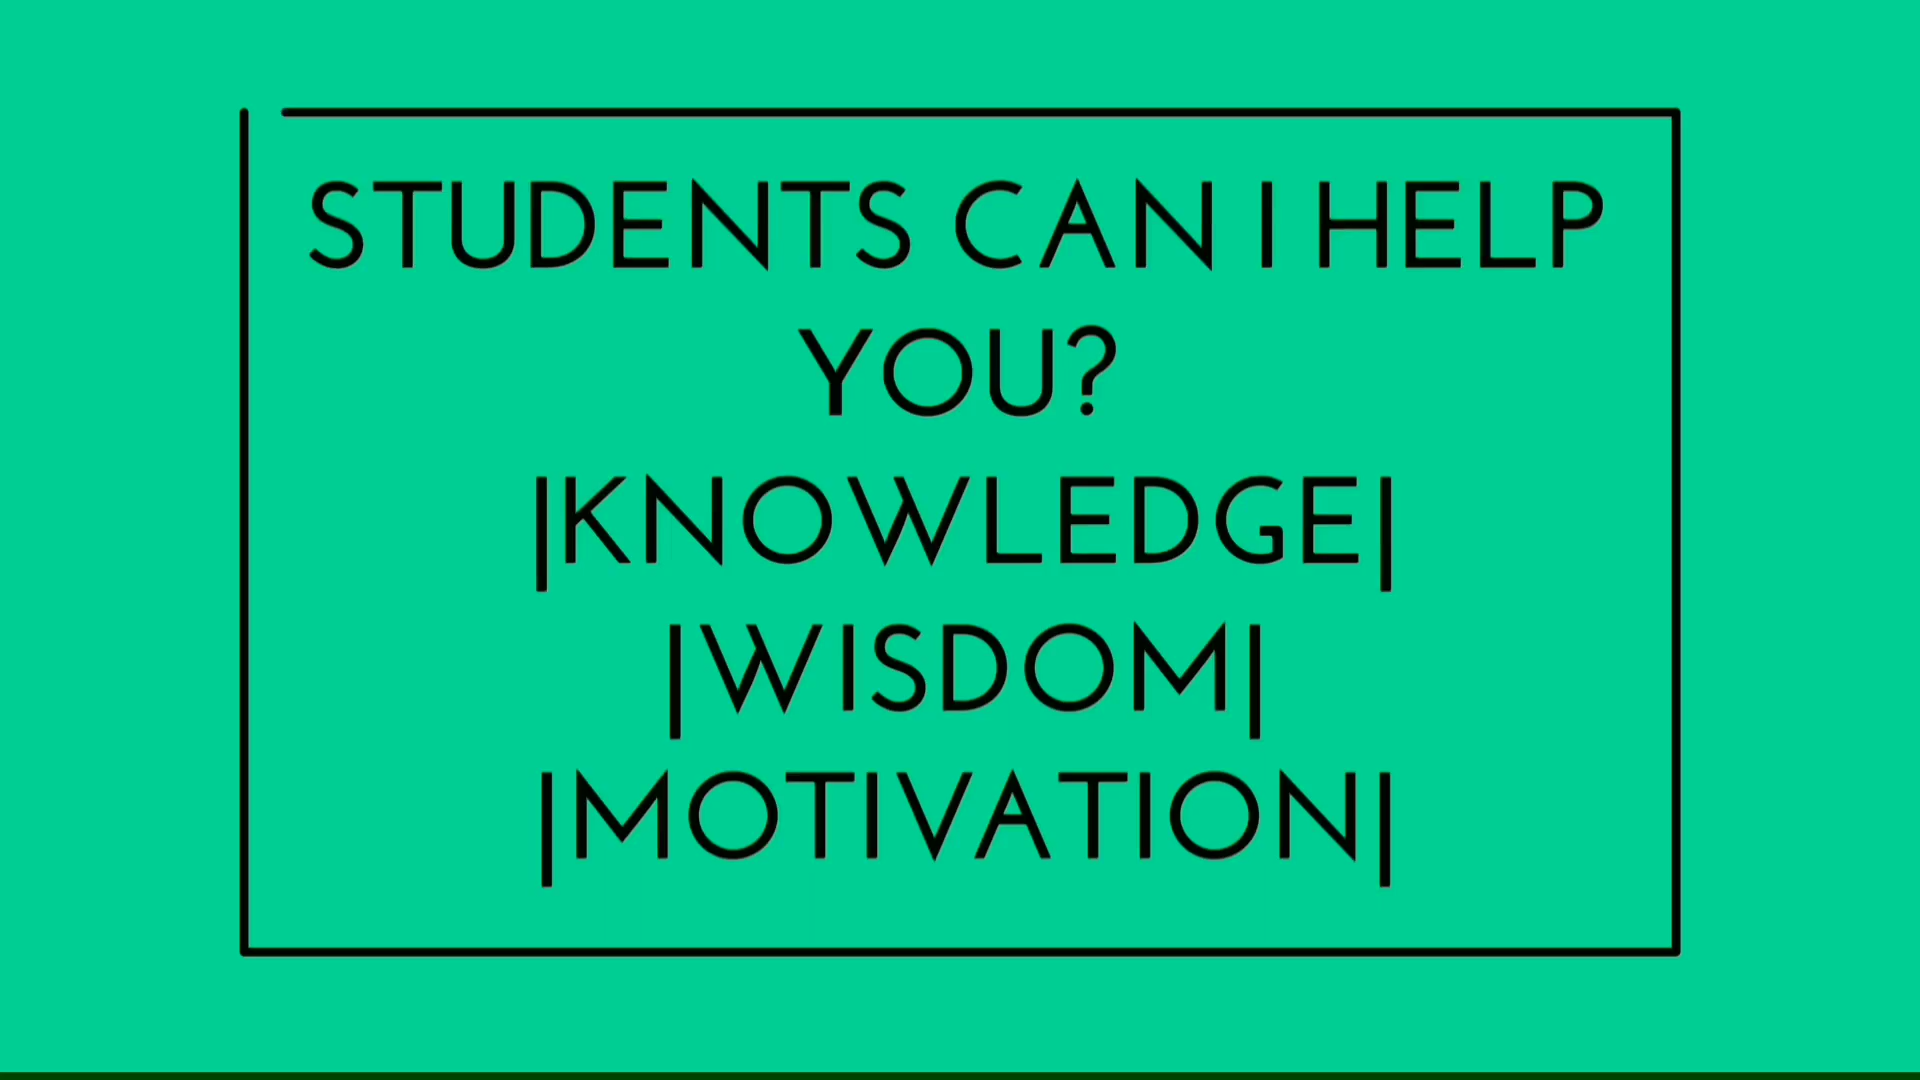 STUDENTS CAN I HELP
YOU?
|KNOWLEDGE|
|WISDOM|
|MOTIVATION|